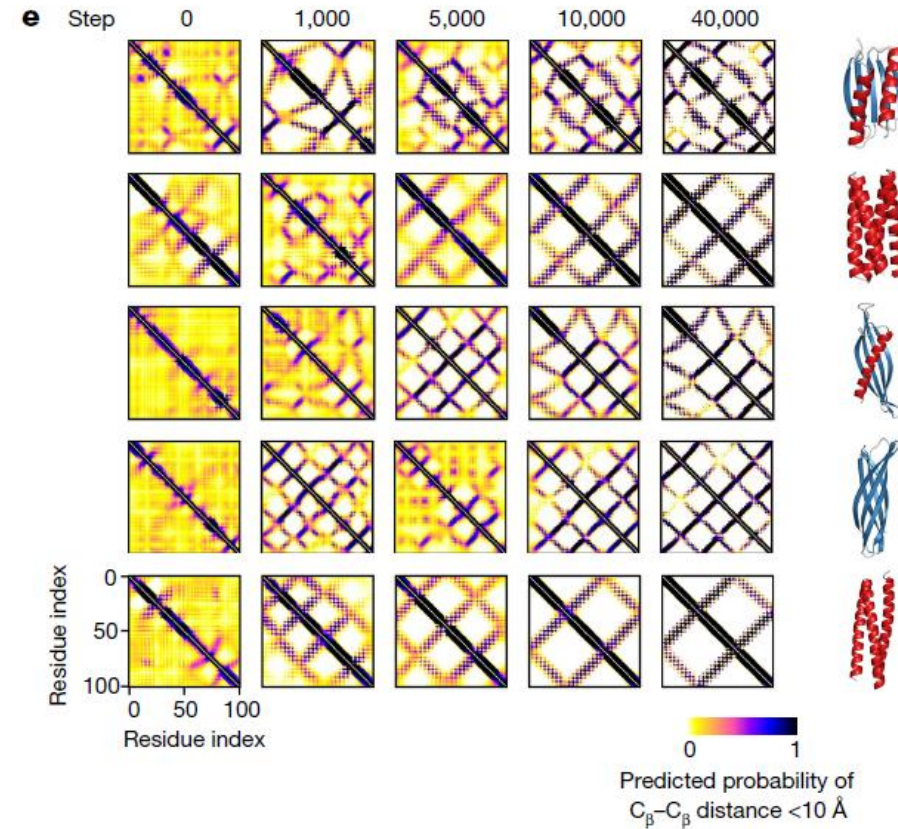 e Step 0 1,000 5,000 10,000 40,000
0
50
100
Residue index
0 50 100
Residue index
0 1
Predicted probability of
Cβ–Cβ distance <10 Å